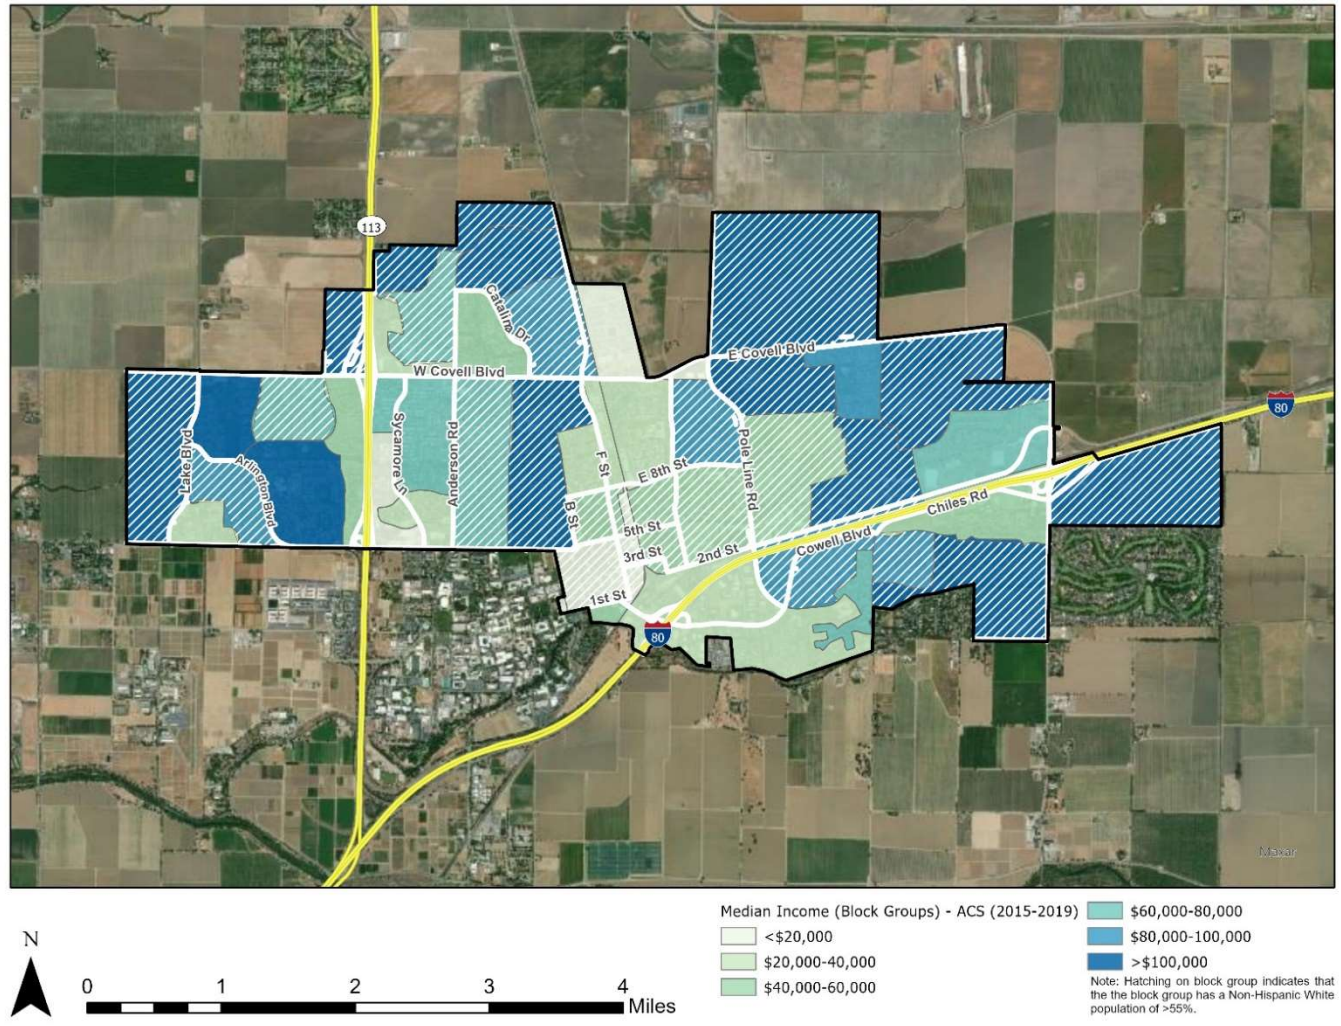 113
Catalina Dr
E Covell Blvd
W Covell Blvd
80
Lake Blvd
Arlington Blvd
Sycamore Ln
Anderson Rd
F St
E 8th St
Pole Line Rd
B St
5th St
3rd St
2nd St
Chiles Rd
Cowell Blvd
1st St
80
Maxar
N
0 1 2 3 4
Miles
Median Income (Block Groups) - ACS (2015-2019)
<$20,000
$20,000-40,000
$40,000-60,000
$60,000-80,000
$80,000-100,000
>$100,000
Note: Hatching on block group indicates that
the the block group has a Non-Hispanic White
population of >55%.